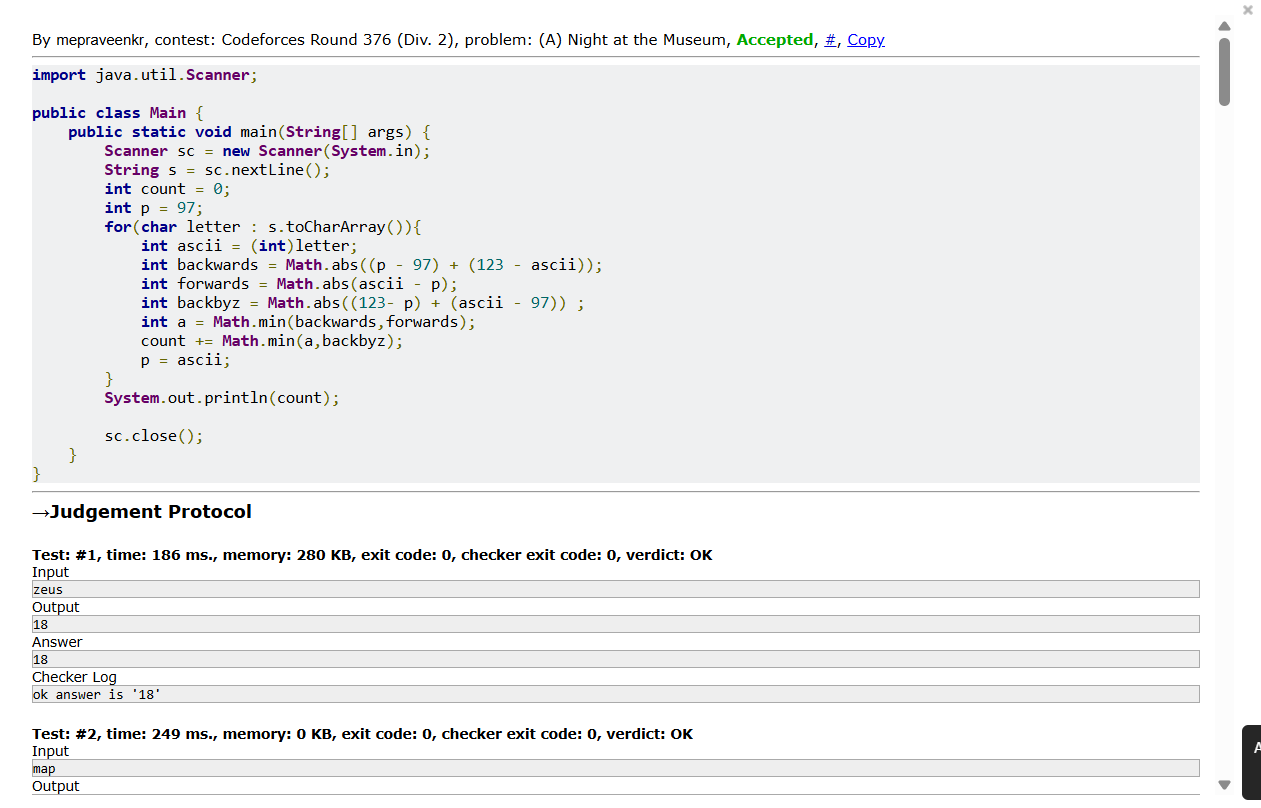 By mepraveenkr, contest: Codeforces Round 376 (Div. 2), problem: (A) Night at the Museum, Accepted, #, Copy
import java.util.Scanner;
public class Main {
    public static void main(String[] args) {
        Scanner sc = new Scanner(System.in);
        String s = sc.nextLine();
        int count = 0;
        int p = 97;
        for(char letter : s.toCharArray()){
            int ascii = (int)letter;
            int backwards = Math.abs((p - 97) + (123 - ascii));
            int forwards = Math.abs(ascii - p);
            int backbyz = Math.abs((123- p) + (ascii - 97)) ;
            int a = Math.min(backwards,forwards);
            count += Math.min(a,backbyz);
            p = ascii;
        }
        System.out.println(count);
        sc.close();
    }
}
→Judgement Protocol
Test: #1, time: 186 ms., memory: 280 KB, exit code: 0, checker exit code: 0, verdict: OK
Input
zeus
Output
18
Answer
18
Checker Log
ok answer is '18'
Test: #2, time: 249 ms., memory: 0 KB, exit code: 0, checker exit code: 0, verdict: OK
Input
map
Output